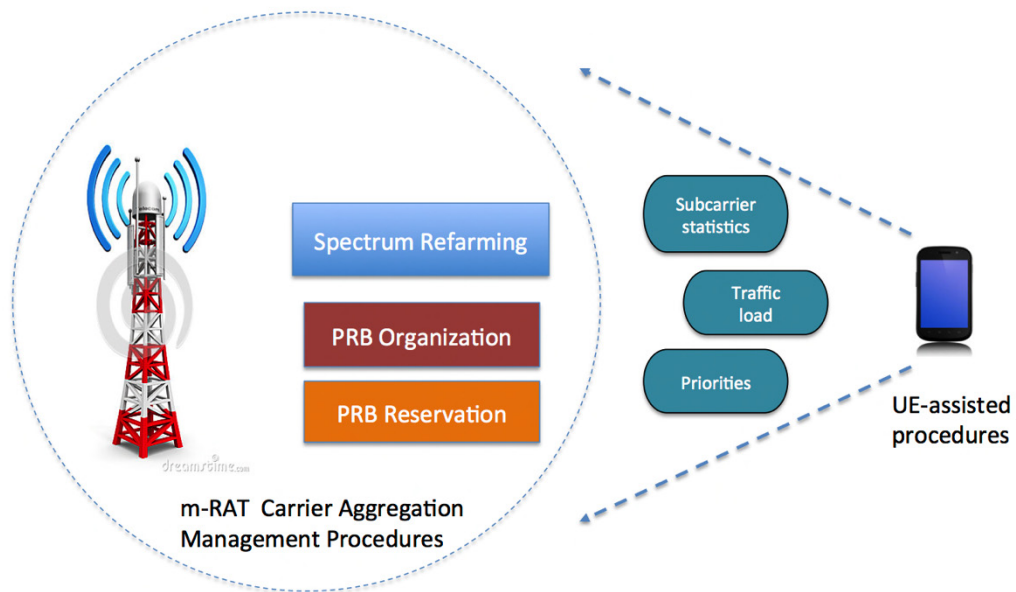 Spectrum Refarming
PRB Organization
PRB Reservation
dreamstime.com
m-RAT Carrier Aggregation
Management Procedures
Subcarrier
statistics
Traffic
load
Priorities
UE-assisted
procedures